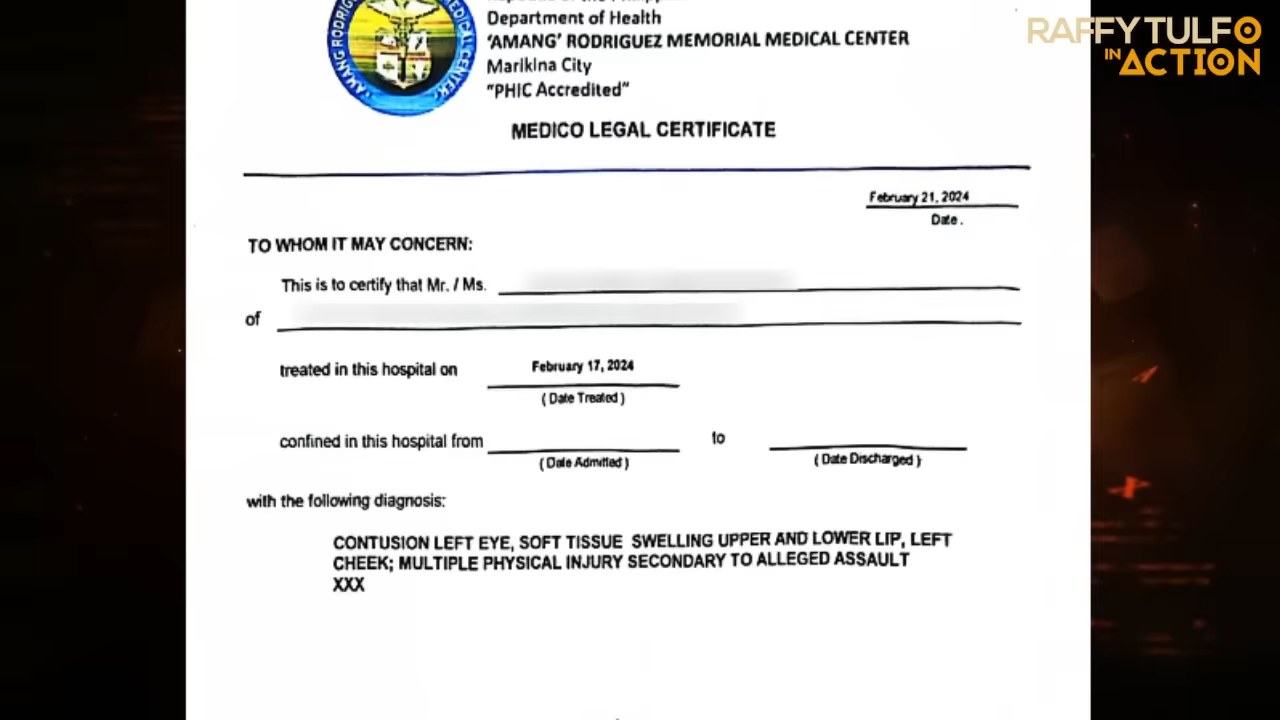 RAFFYTULFO
IN ACTION
Department of Health
'AMANG' RODRIGUEZ MEMORIAL MEDICAL CENTER
Marikina City
"PHIC Accredited"
MEDICO LEGAL CERTIFICATE
February 21, 2024
Date .
TO WHOM IT MAY CONCERN:
This is to certify that Mr. / Ms.
of
treated in this hospital on February 17, 2024
( Date Treated )
confined in this hospital from to
( Date Admitted ) ( Date Discharged )
with the following diagnosis:
CONTUSION LEFT EYE, SOFT TISSUE SWELLING UPPER AND LOWER LIP, LEFT
CHEEK; MULTIPLE PHYSICAL INJURY SECONDARY TO ALLEGED ASSAULT
XXX